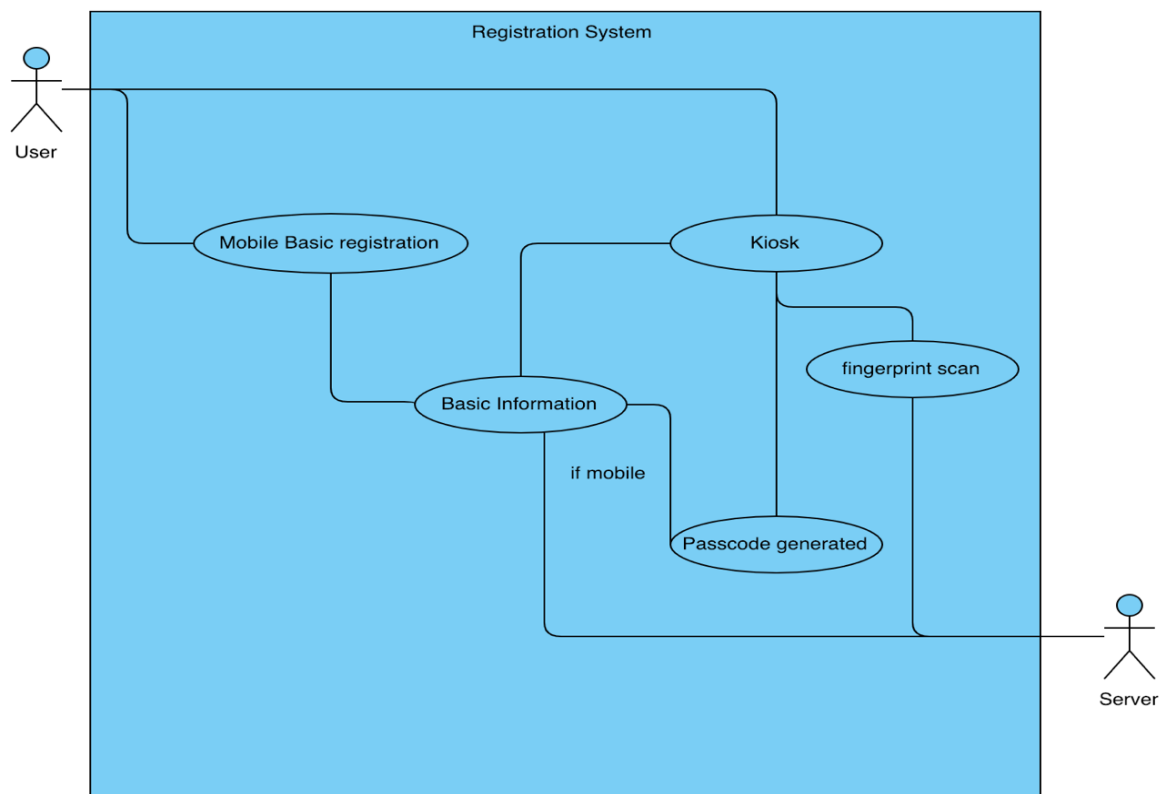 Registration System
User
Mobile Basic registration
Kiosk
fingerprint scan
Basic Information
if mobile
Passcode generated
Server